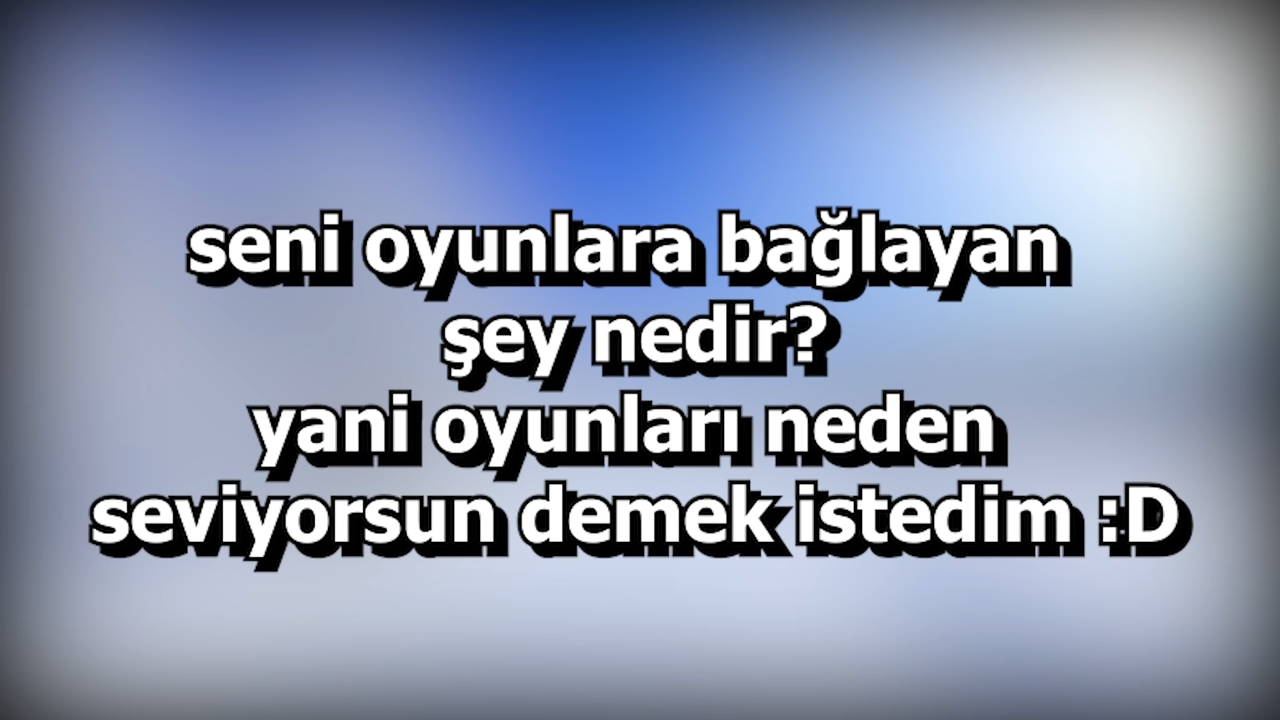 seni oyunlara bağlayan
şey nedir?
yani oyunları neden
seviyorsun demek istedim :D